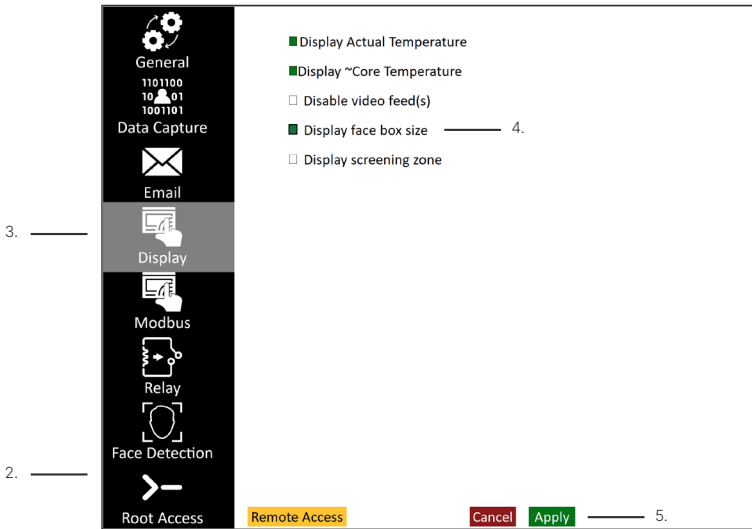 General
1101100
10 01
1001101
Data Capture
Email
3.
Display
Modbus
Relay
Face Detection
2.
Root Access
Display Actual Temperature
Display ~Core Temperature
Disable video feed(s)
Display face box size 4.
Display screening zone
Remote Access
Cancel
Apply
5.